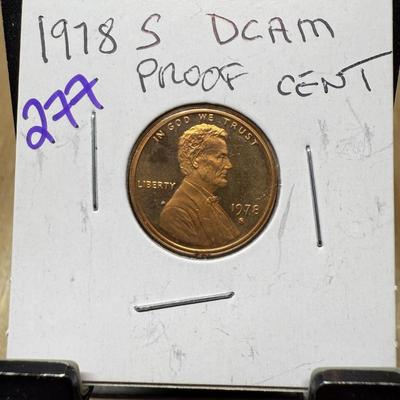 1978 S DCAM
PROOF CENT
277
IN GOD WE TRUST
LIBERTY
1978
S